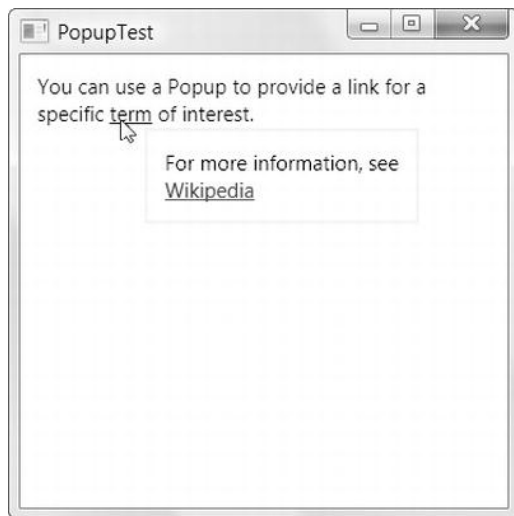 PopupTest
You can use a Popup to provide a link for a
specific term of interest.
For more information, see
Wikipedia